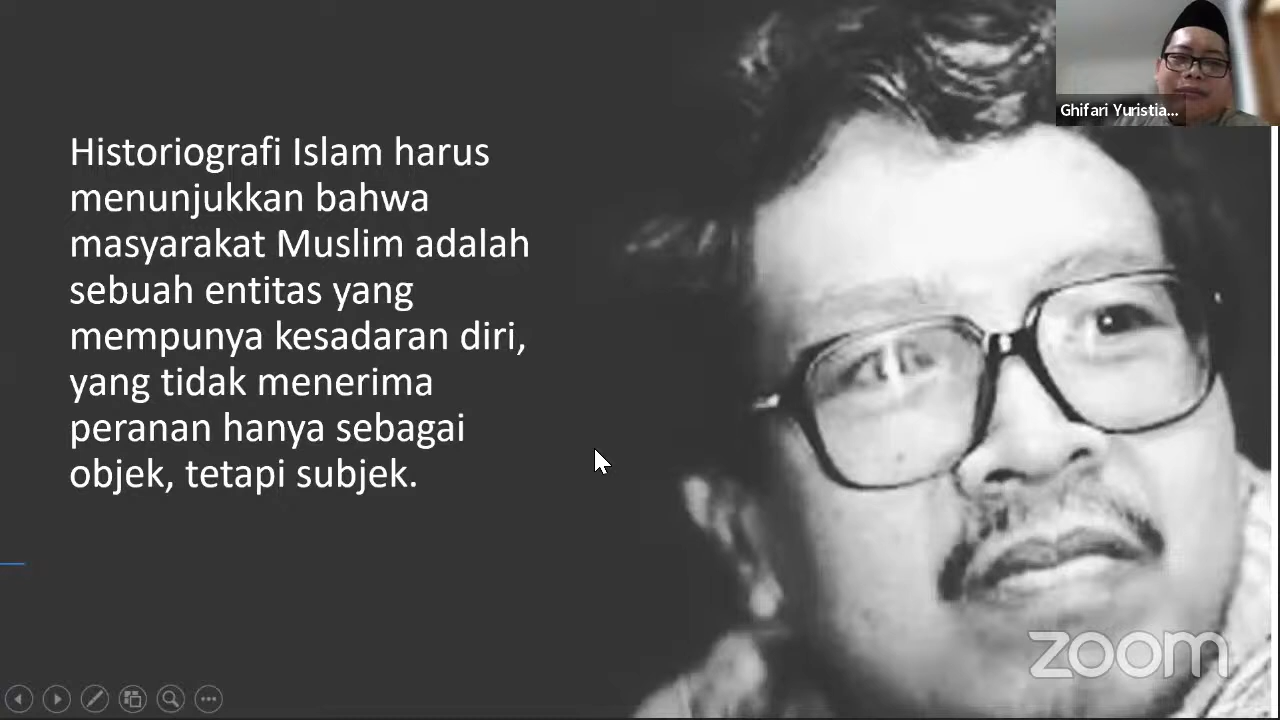 Historiografi Islam harus
menunjukkan bahwa
masyarakat Muslim adalah
sebuah entitas yang
mempunya kesadaran diri,
yang tidak menerima
peranan hanya sebagai
objek, tetapi subjek.
Ghifari Yuristia...
zoom